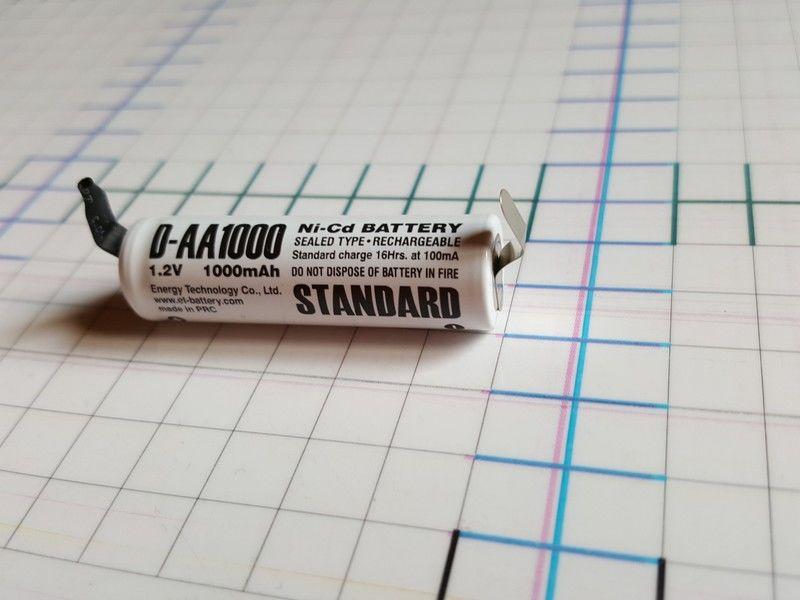 D-AA1000
1.2V 1000mAh
Energy Technology Co., Ltd.
www.et-battery.com
made in PRC
Ni-Cd BATTERY
SEALED TYPE • RECHARGEABLE
Standard charge 16Hrs. at 100mA
DO NOT DISPOSE OF BATTERY IN FIRE
STANDARD